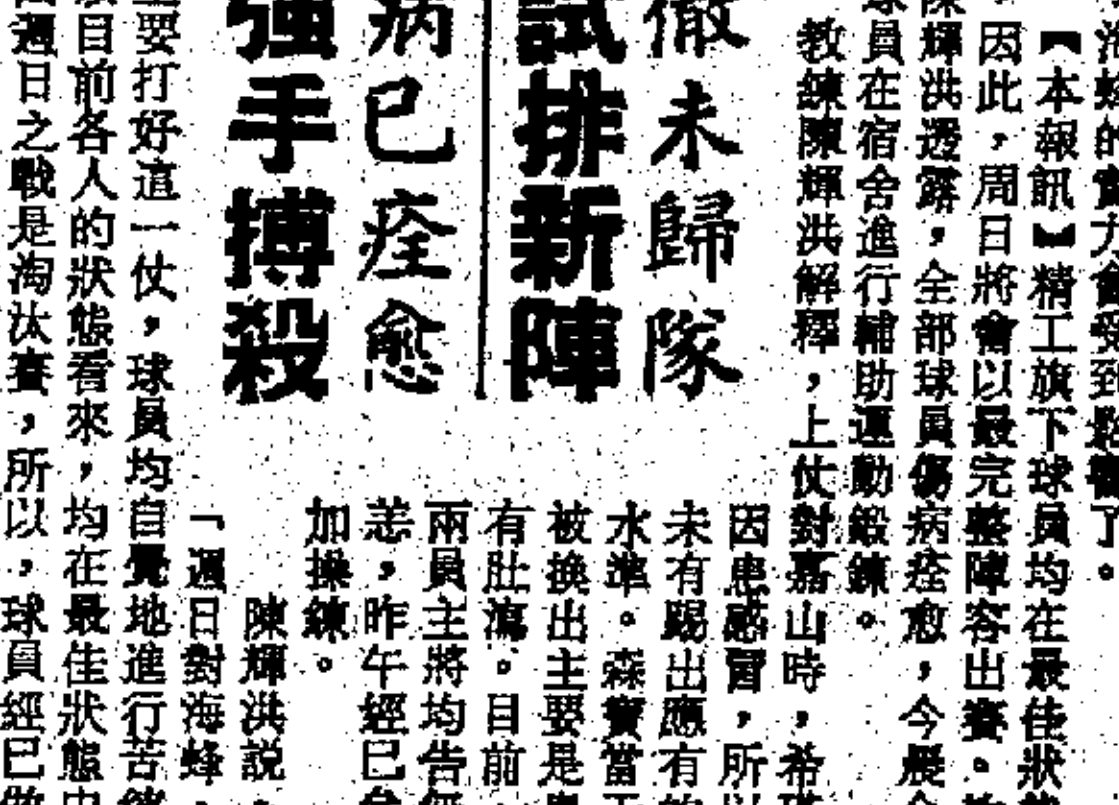 的實力會受到影響了。
【本報訊】精工旗下球員均在最佳狀
因此，周日將會以最完整陣容出賽。
陳輝洪透露，全部球員傷病痊愈，今晨
球員在宿舍進行輔助運動鍛鍊。
教練陳輝洪解釋，上仗對嘉山時，希
因患感冒，所以
未有踢出應有的
水準。森寶當
被換出主要是
有肚瀉。目前，
兩員主將均告無
恙，昨午經已
加操練。
徹未歸隊
試排新陣
病已痊愈
強手搏殺
陳輝洪說：
「週日對海蜂，
要打好這一仗，球員均自覺地進行苦練
目前各人的狀態看來，均在最佳狀態中
週日之戰是淘汰賽，所以，球員經已做